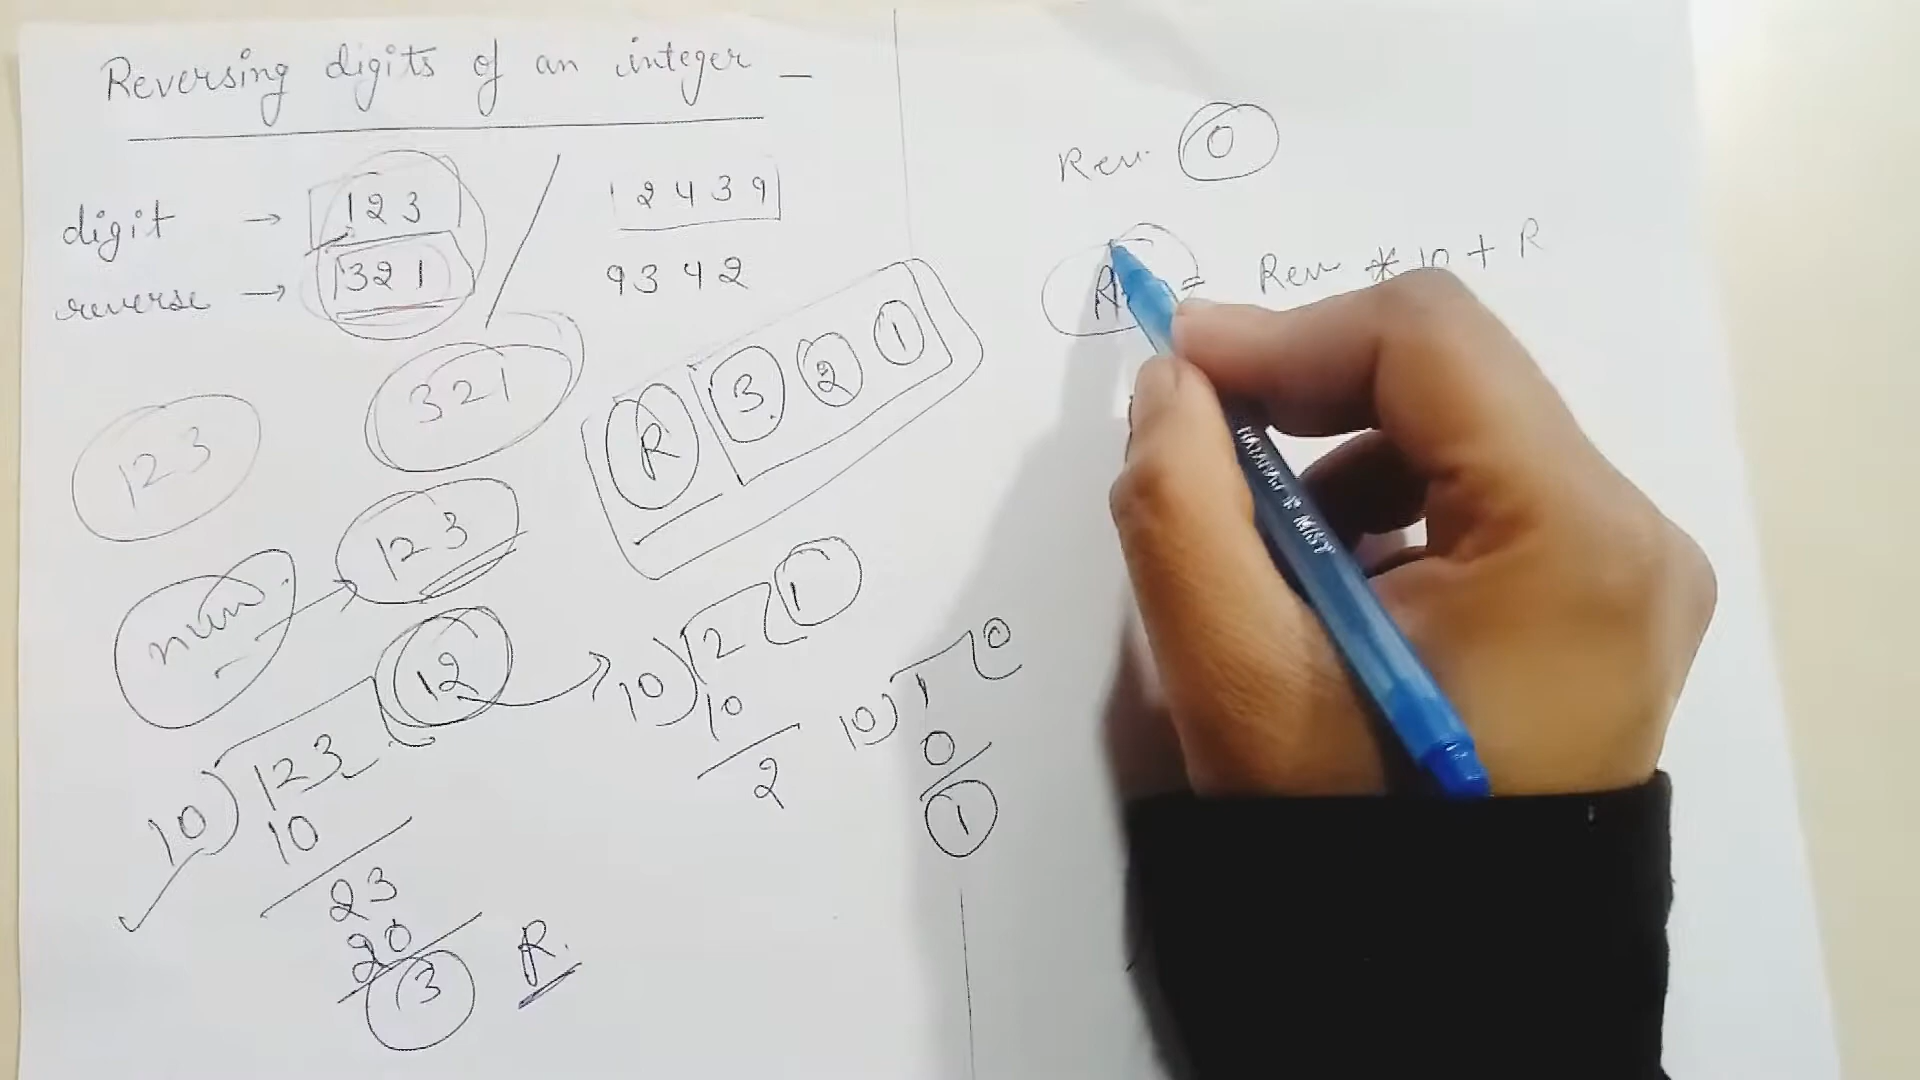 Reversing digits of an integer -
digit → 123
2439
reverse → 321
9342
123
321
R 3 2 1
num → 123
10) 123 (12
10
23
20
3 R.
10) 2 (1
10
2
10) 1 (0
0
1
Rev 0
= Rev * 10 + R